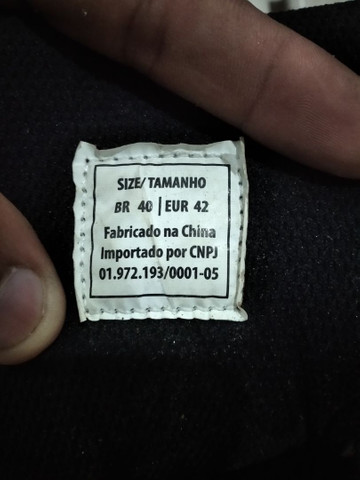 SIZE/TAMANHO
BR 40 | EUR 42
Fabricado na China
Importado por CNPJ
01.972.193/0001-05